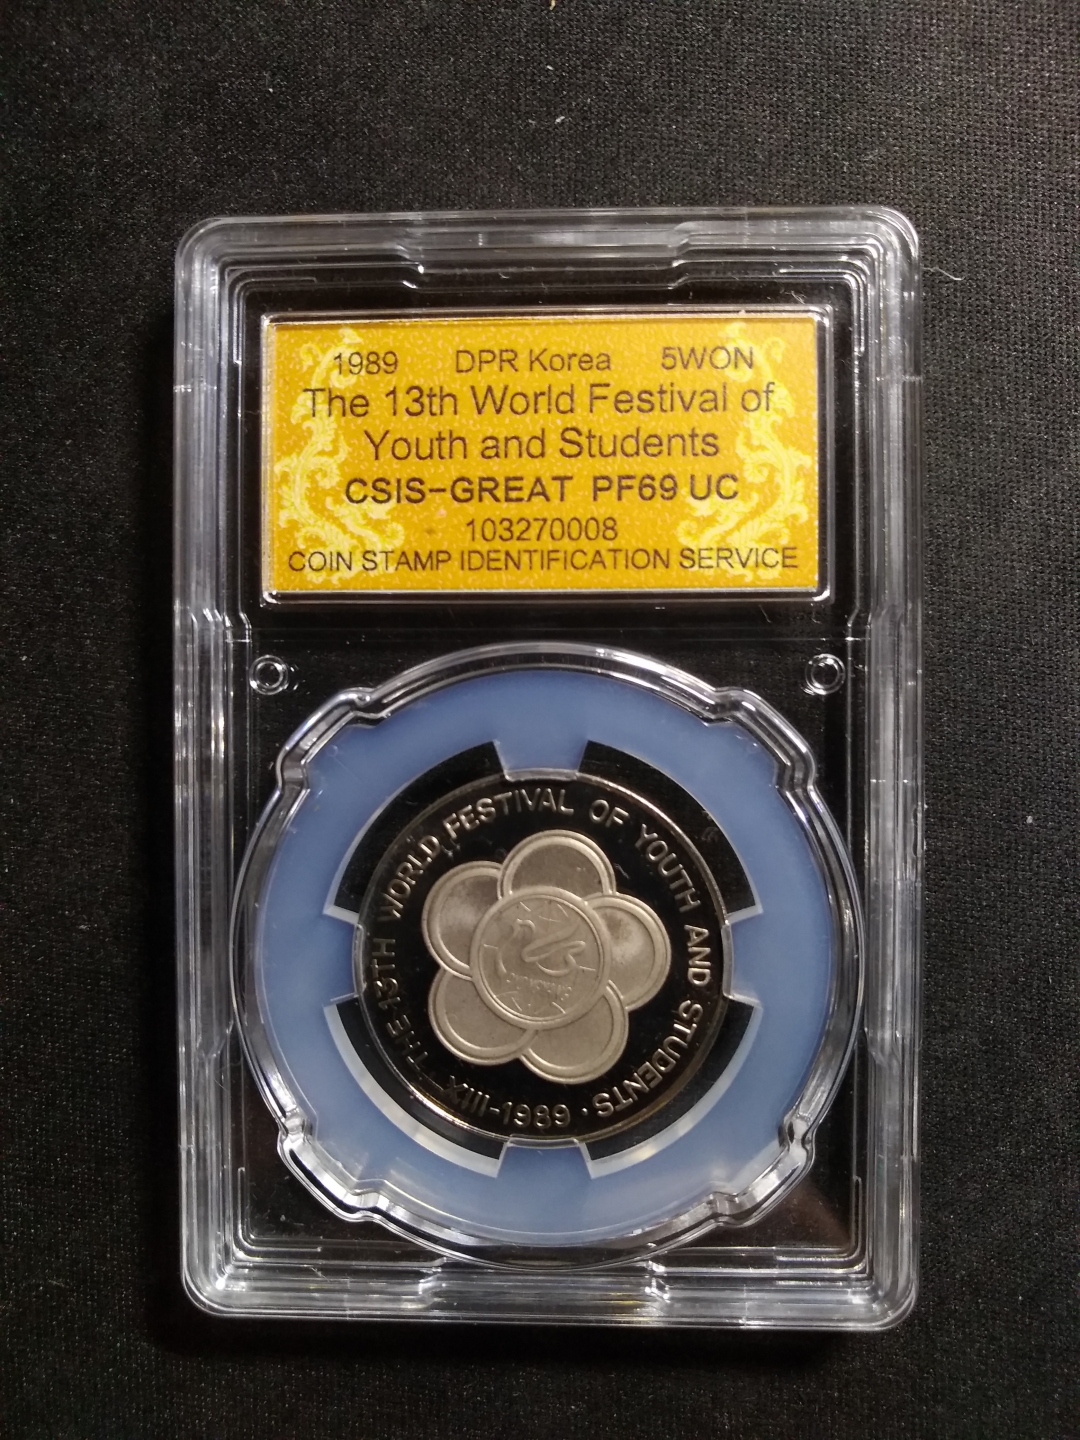 1989 DPR Korea 5WON
The 13th World Festival of
Youth and Students
CSIS-GREAT PF69 UC
103270008
COIN STAMP IDENTIFICATION SERVICE
THE 13TH WORLD FESTIVAL OF YOUTH AND STUDENTS · XIII-1989